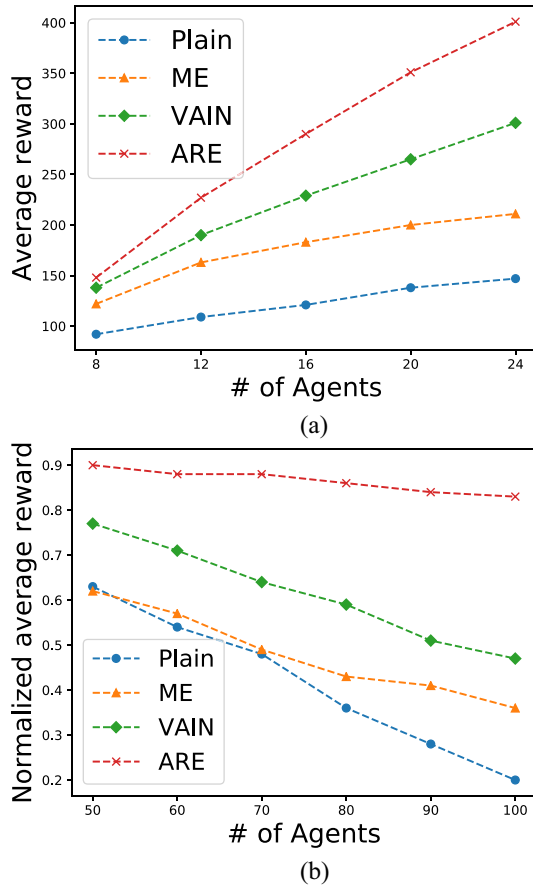 400
350
300
250
200
150
100
Average reward
Plain
ME
VAIN
ARE
8
12
16
20
24
# of Agents
(a)
0.9
0.8
0.7
0.6
0.5
0.4
0.3
0.2
Normalized average reward
Plain
ME
VAIN
ARE
50
60
70
80
90
100
# of Agents
(b)